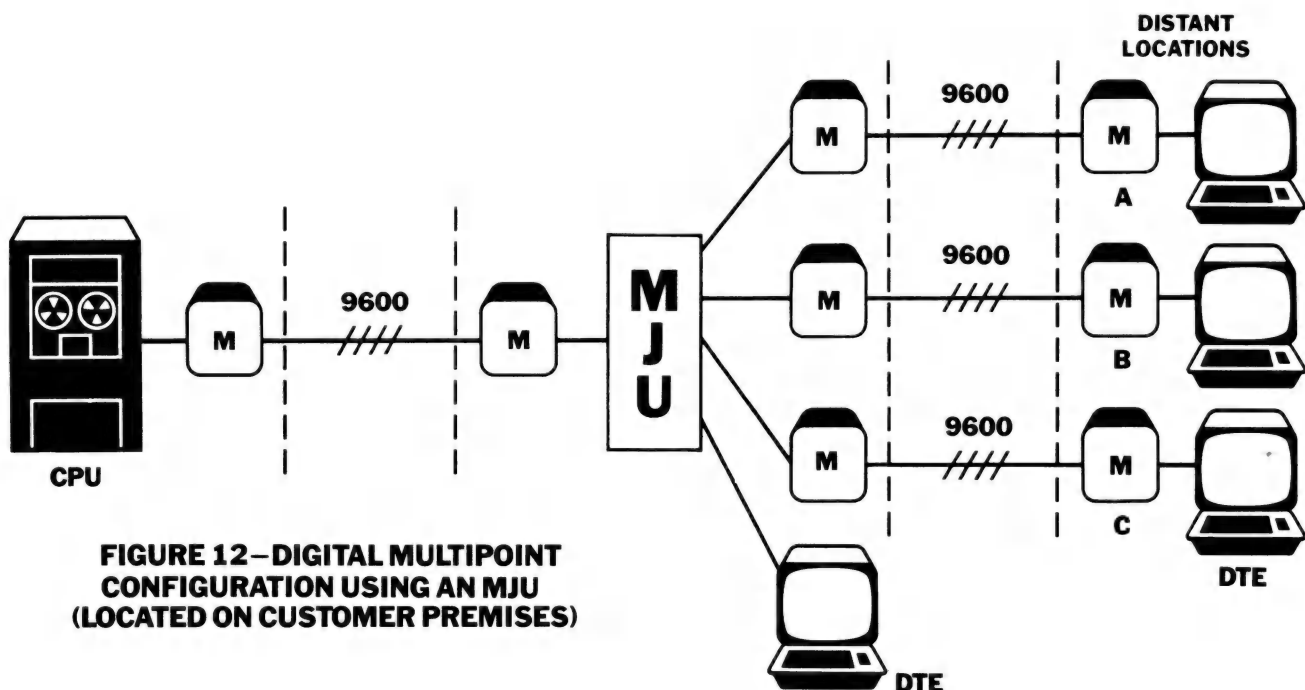 DISTANT
LOCATIONS
9600
M
M
A
9600
M
M
9600
M
M
B
MJU
9600
M
M
C
CPU
DTE
FIGURE 12–DIGITAL MULTIPOINT
CONFIGURATION USING AN MJU
(LOCATED ON CUSTOMER PREMISES)
DTE